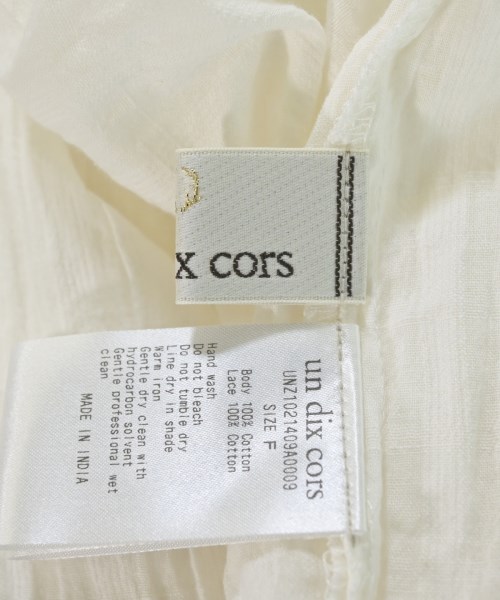 x cors
un dix cors
UNZ1021409A0009
SIZE F
Body 100% Cotton
Lace 100% Cotton
Hand wash
Do not bleach
Do not tumble dry
Line dry in shade
Warm iron
Gentle dry clean with
hydrocarbon solvent
Gentle professional wet
clean
MADE IN INDIA